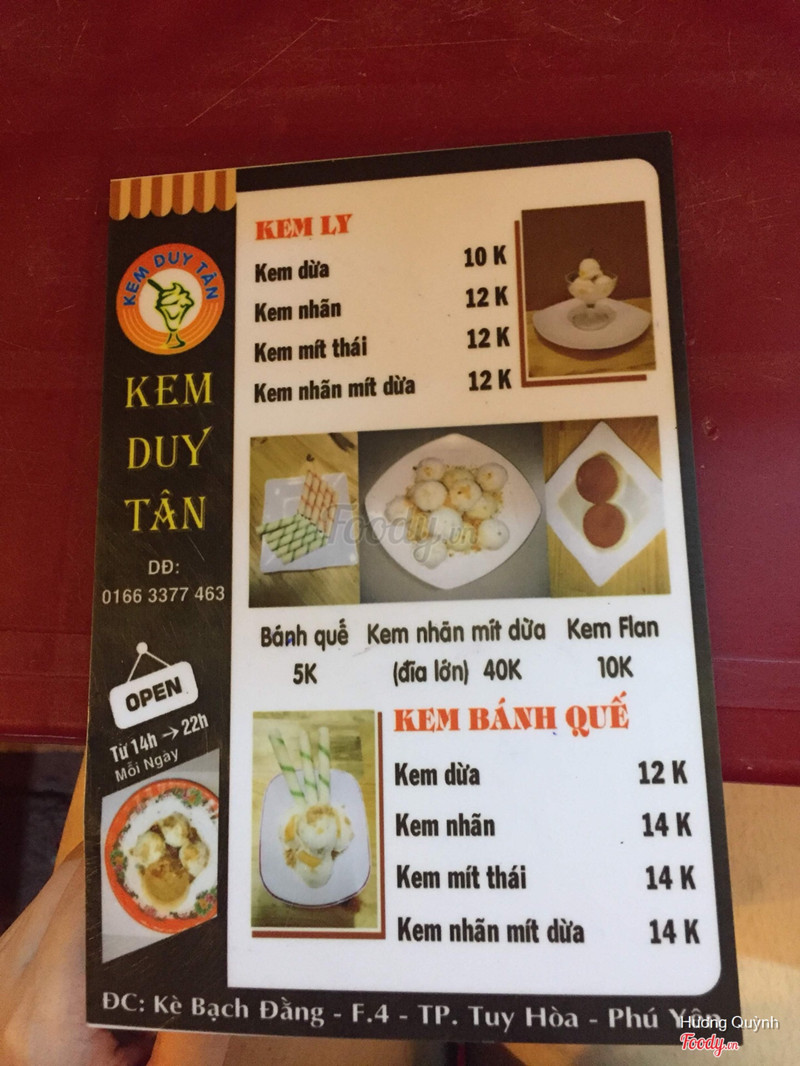 KEM DUY TÂN
KEM
DUY
TÂN
DĐ:
0166 3377 463
OPEN
Từ 14h → 22h
Mỗi Ngày
KEM LY
Kem dừa 10 K
Kem nhãn 12 K
Kem mít thái 12 K
Kem nhãn mít dừa 12 K
Foody.vn
Bánh quế Kem nhãn mít dừa Kem Flan
5K (đĩa lớn) 40K 10K
KEM BÁNH QUẾ
Kem dừa 12 K
Kem nhãn 14 K
Kem mít thái 14 K
Kem nhãn mít dừa 14 K
ĐC: Kè Bạch Đằng - F.4 - TP. Tuy Hòa - Phú Yên
Hương Quỳnh
Foody.vn